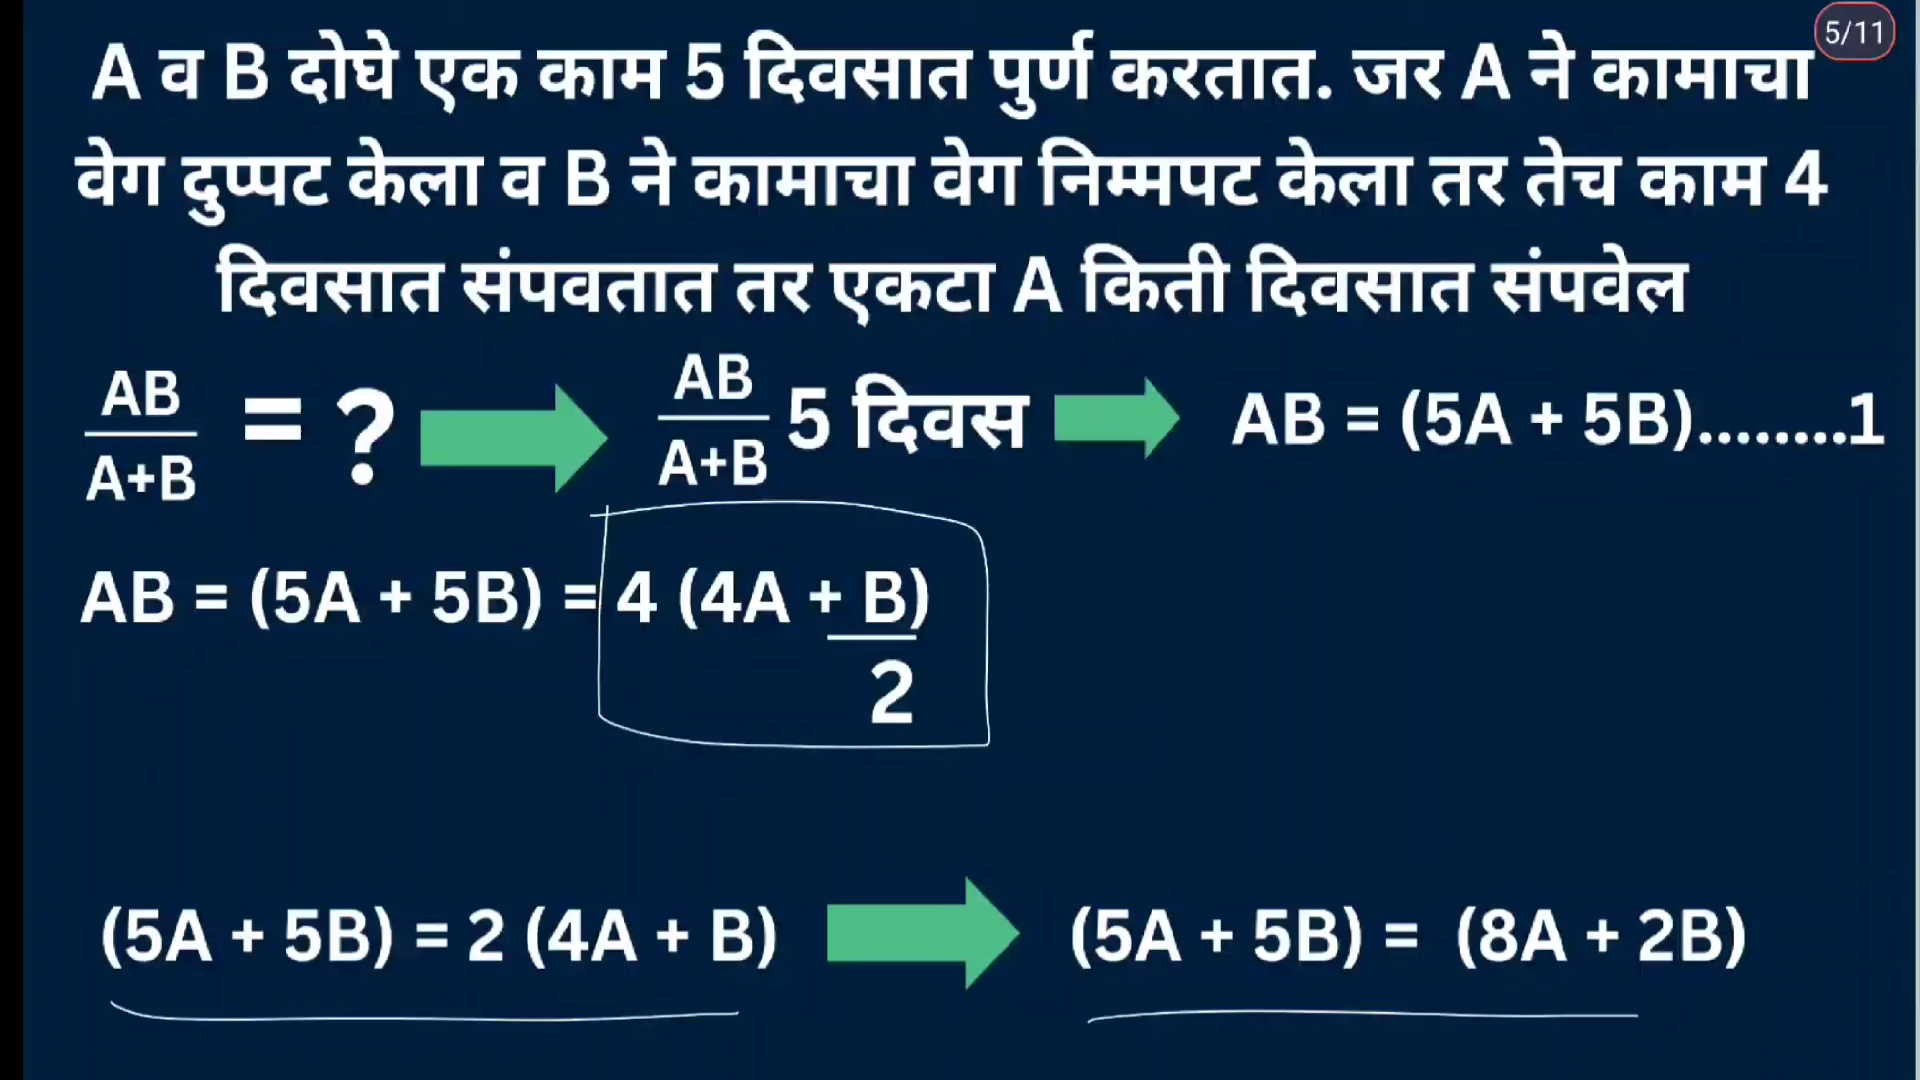 5/11
A व B दोघे एक काम 5 दिवसात पुर्ण करतात. जर A ने कामाचा
वेग दुप्पट केला व B ने कामाचा वेग निम्मपट केला तर तेच काम 4
दिवसात संपवतात तर एकटा A किती दिवसात संपवेल
AB/A+B = ? AB/A+B 5 दिवस AB = (5A + 5B)........1
AB = (5A + 5B) = 4 (4A + B)
2
(5A + 5B) = 2 (4A + B) (5A + 5B) = (8A + 2B)